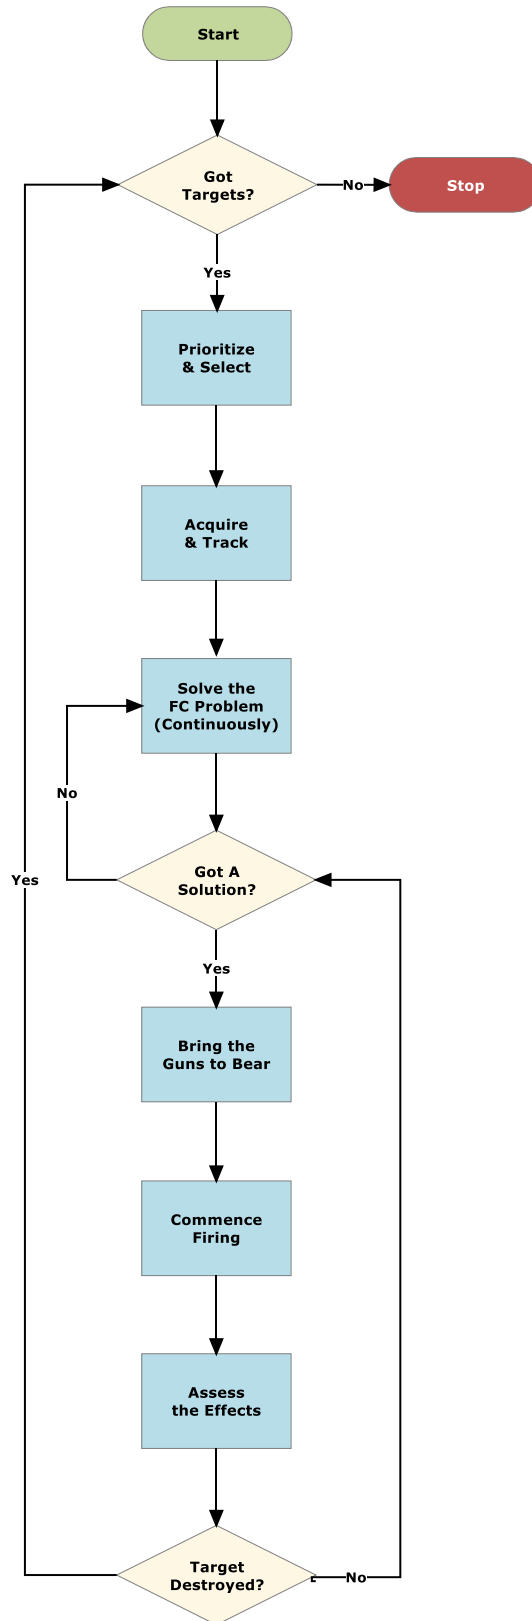 Start
Got
Targets?
No
Stop
Yes
Prioritize
& Select
Acquire
& Track
Solve the
FC Problem
(Continuously)
No
Got A
Solution?
Yes
Yes
Bring the
Guns to Bear
Commence
Firing
Assess
the Effects
Target
Destroyed?
No